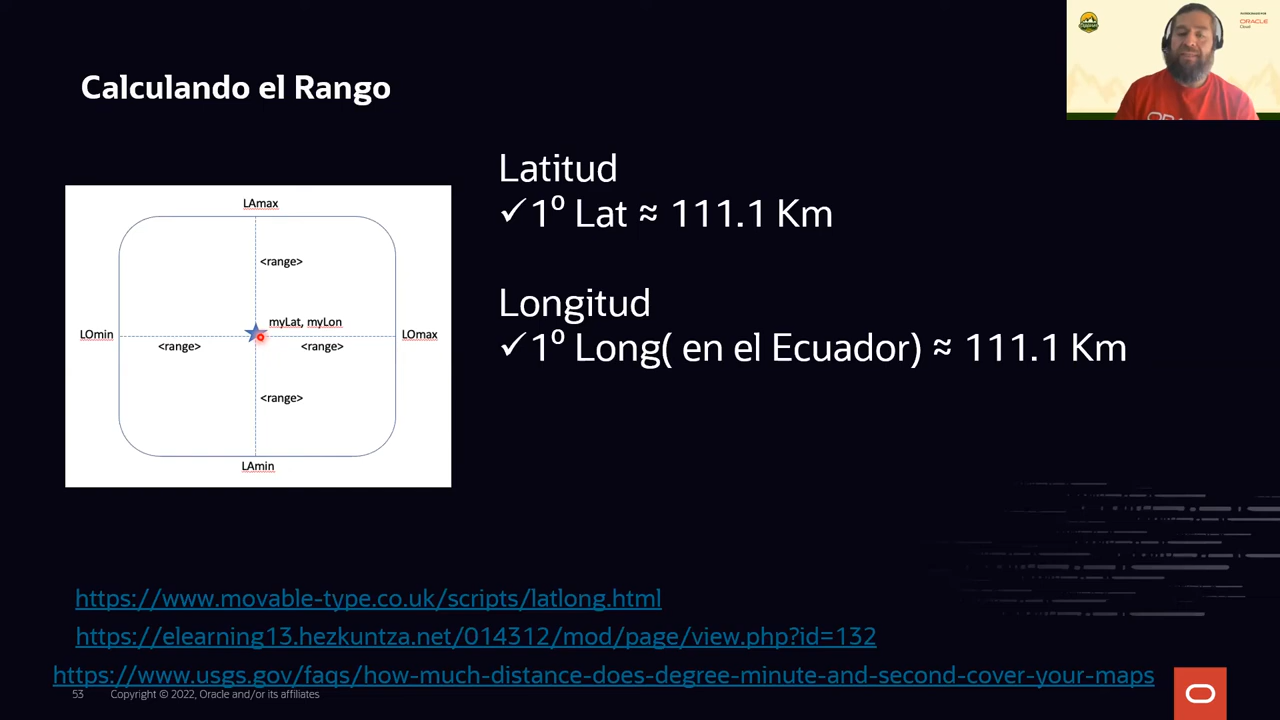 Calculando el Rango
ORACLE
Cloud
ORAC
Latitud
✓1º Lat ≈ 111.1 Km
Longitud
✓1º Long( en el Ecuador) ≈ 111.1 Km
LAmax
<range>
myLat, myLon
LOmin
LOmax
<range>
<range>
<range>
LAmin
https://www.movable-type.co.uk/scripts/latlong.html
https://elearning13.hezkuntza.net/014312/mod/page/view.php?id=132
https://www.usgs.gov/faqs/how-much-distance-does-degree-minute-and-second-cover-your-maps
53
Copyright © 2022, Oracle and/or its affiliates